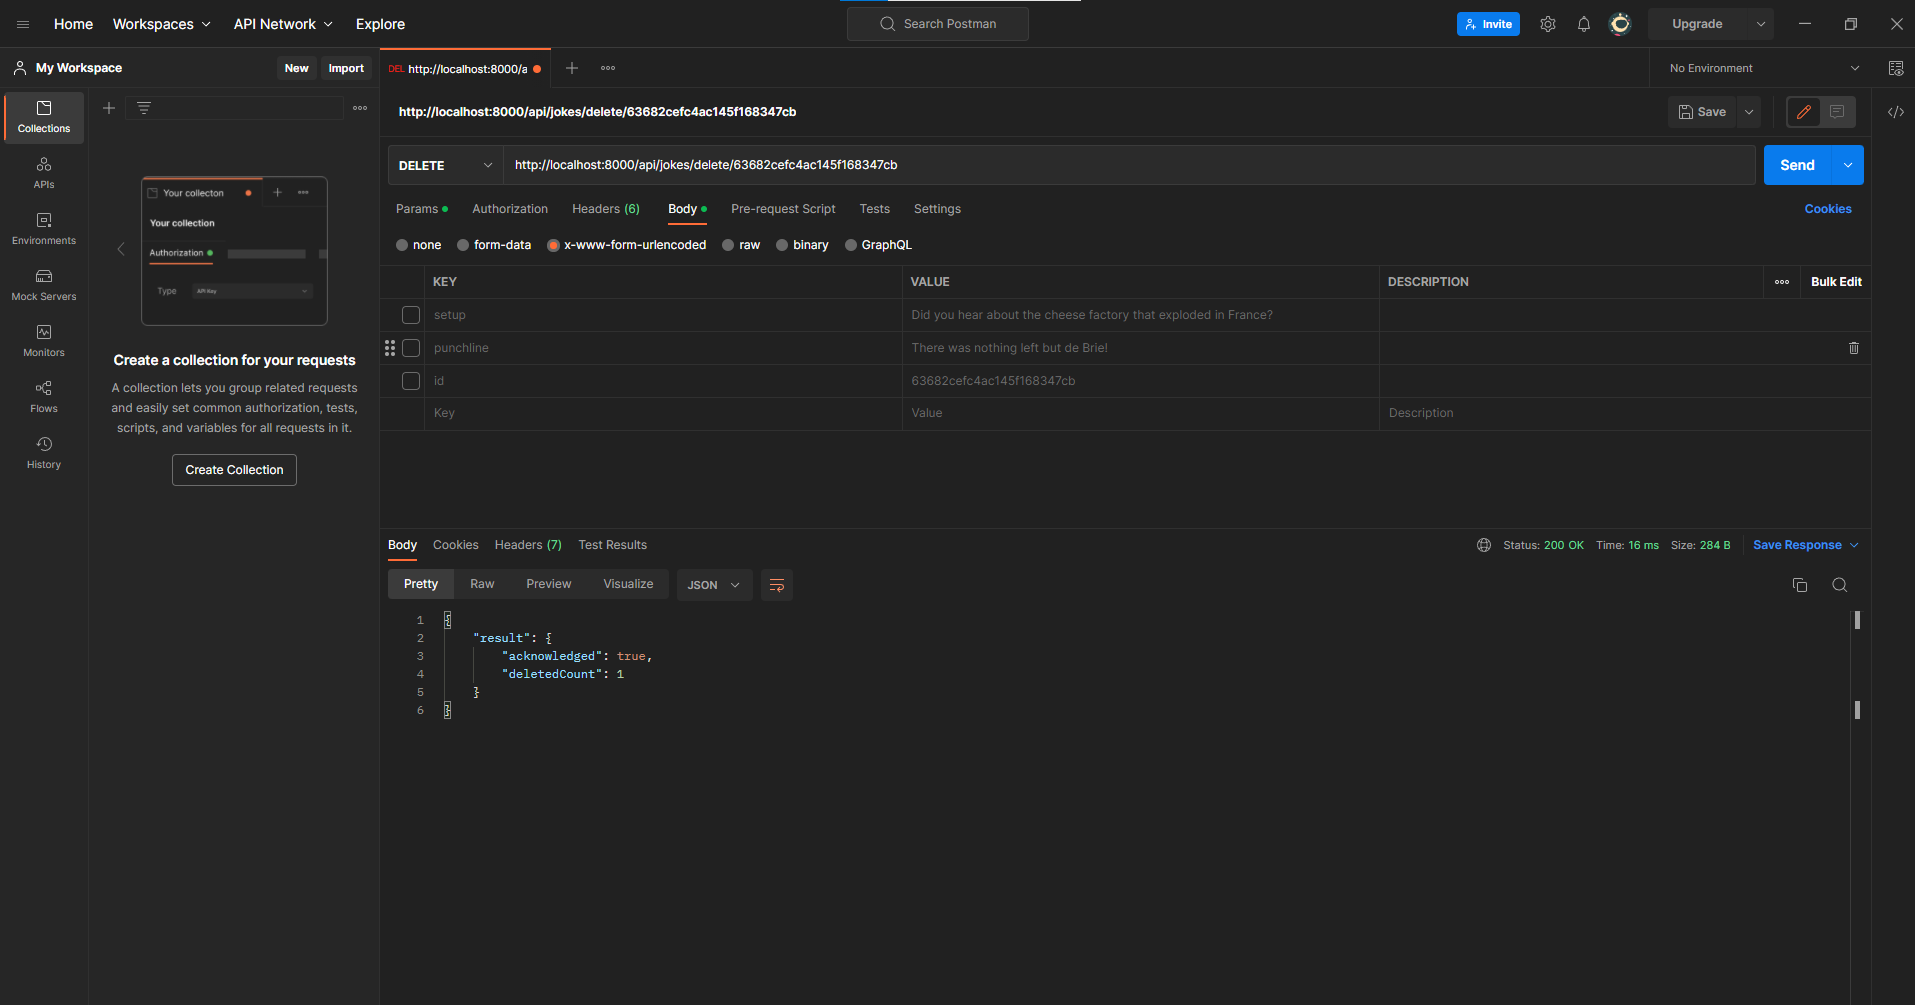 Home Workspaces API Network Explore Search Postman Invite Upgrade
My Workspace New Import DEL http://localhost:8000/a No Environment
Collections
APIs
Environments
Mock Servers
Monitors
Flows
History
Your collecton
Your collection
Authorization
Type API Key
Create a collection for your requests
A collection lets you group related requests
and easily set common authorization, tests,
scripts, and variables for all requests in it.
Create Collection
http://localhost:8000/api/jokes/delete/63682cefc4ac145f168347cb Save
DELETE http://localhost:8000/api/jokes/delete/63682cefc4ac145f168347cb Send
Params Authorization Headers (6) Body Pre-request Script Tests Settings Cookies
none form-data x-www-form-urlencoded raw binary GraphQL
KEY VALUE DESCRIPTION Bulk Edit
setup Did you hear about the cheese factory that exploded in France?
punchline There was nothing left but de Brie!
id 63682cefc4ac145f168347cb
Key Value Description
Body Cookies Headers (7) Test Results Status: 200 OK Time: 16 ms Size: 284 B Save Response
Pretty Raw Preview Visualize JSON
1 {
2 "result": {
3 "acknowledged": true,
4 "deletedCount": 1
5 }
6 }